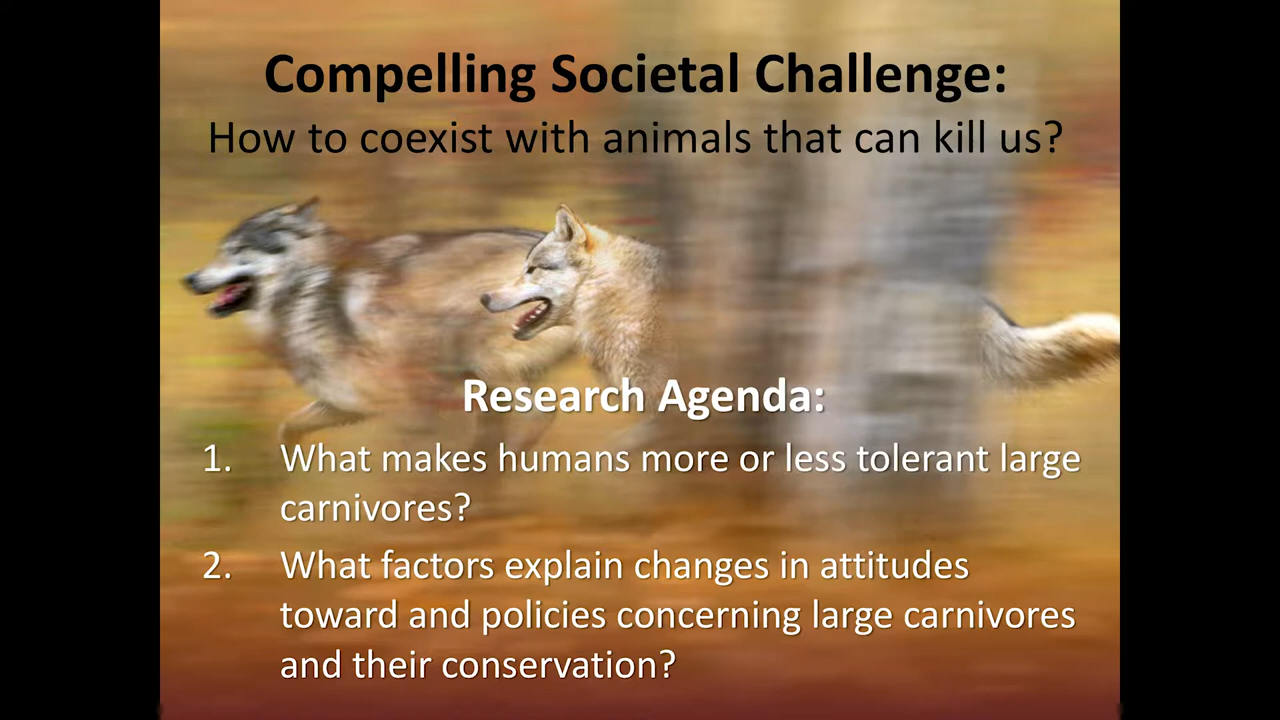 Compelling Societal Challenge:
How to coexist with animals that can kill us?
Research Agenda:
1. What makes humans more or less tolerant large
carnivores?
2. What factors explain changes in attitudes
toward and policies concerning large carnivores
and their conservation?